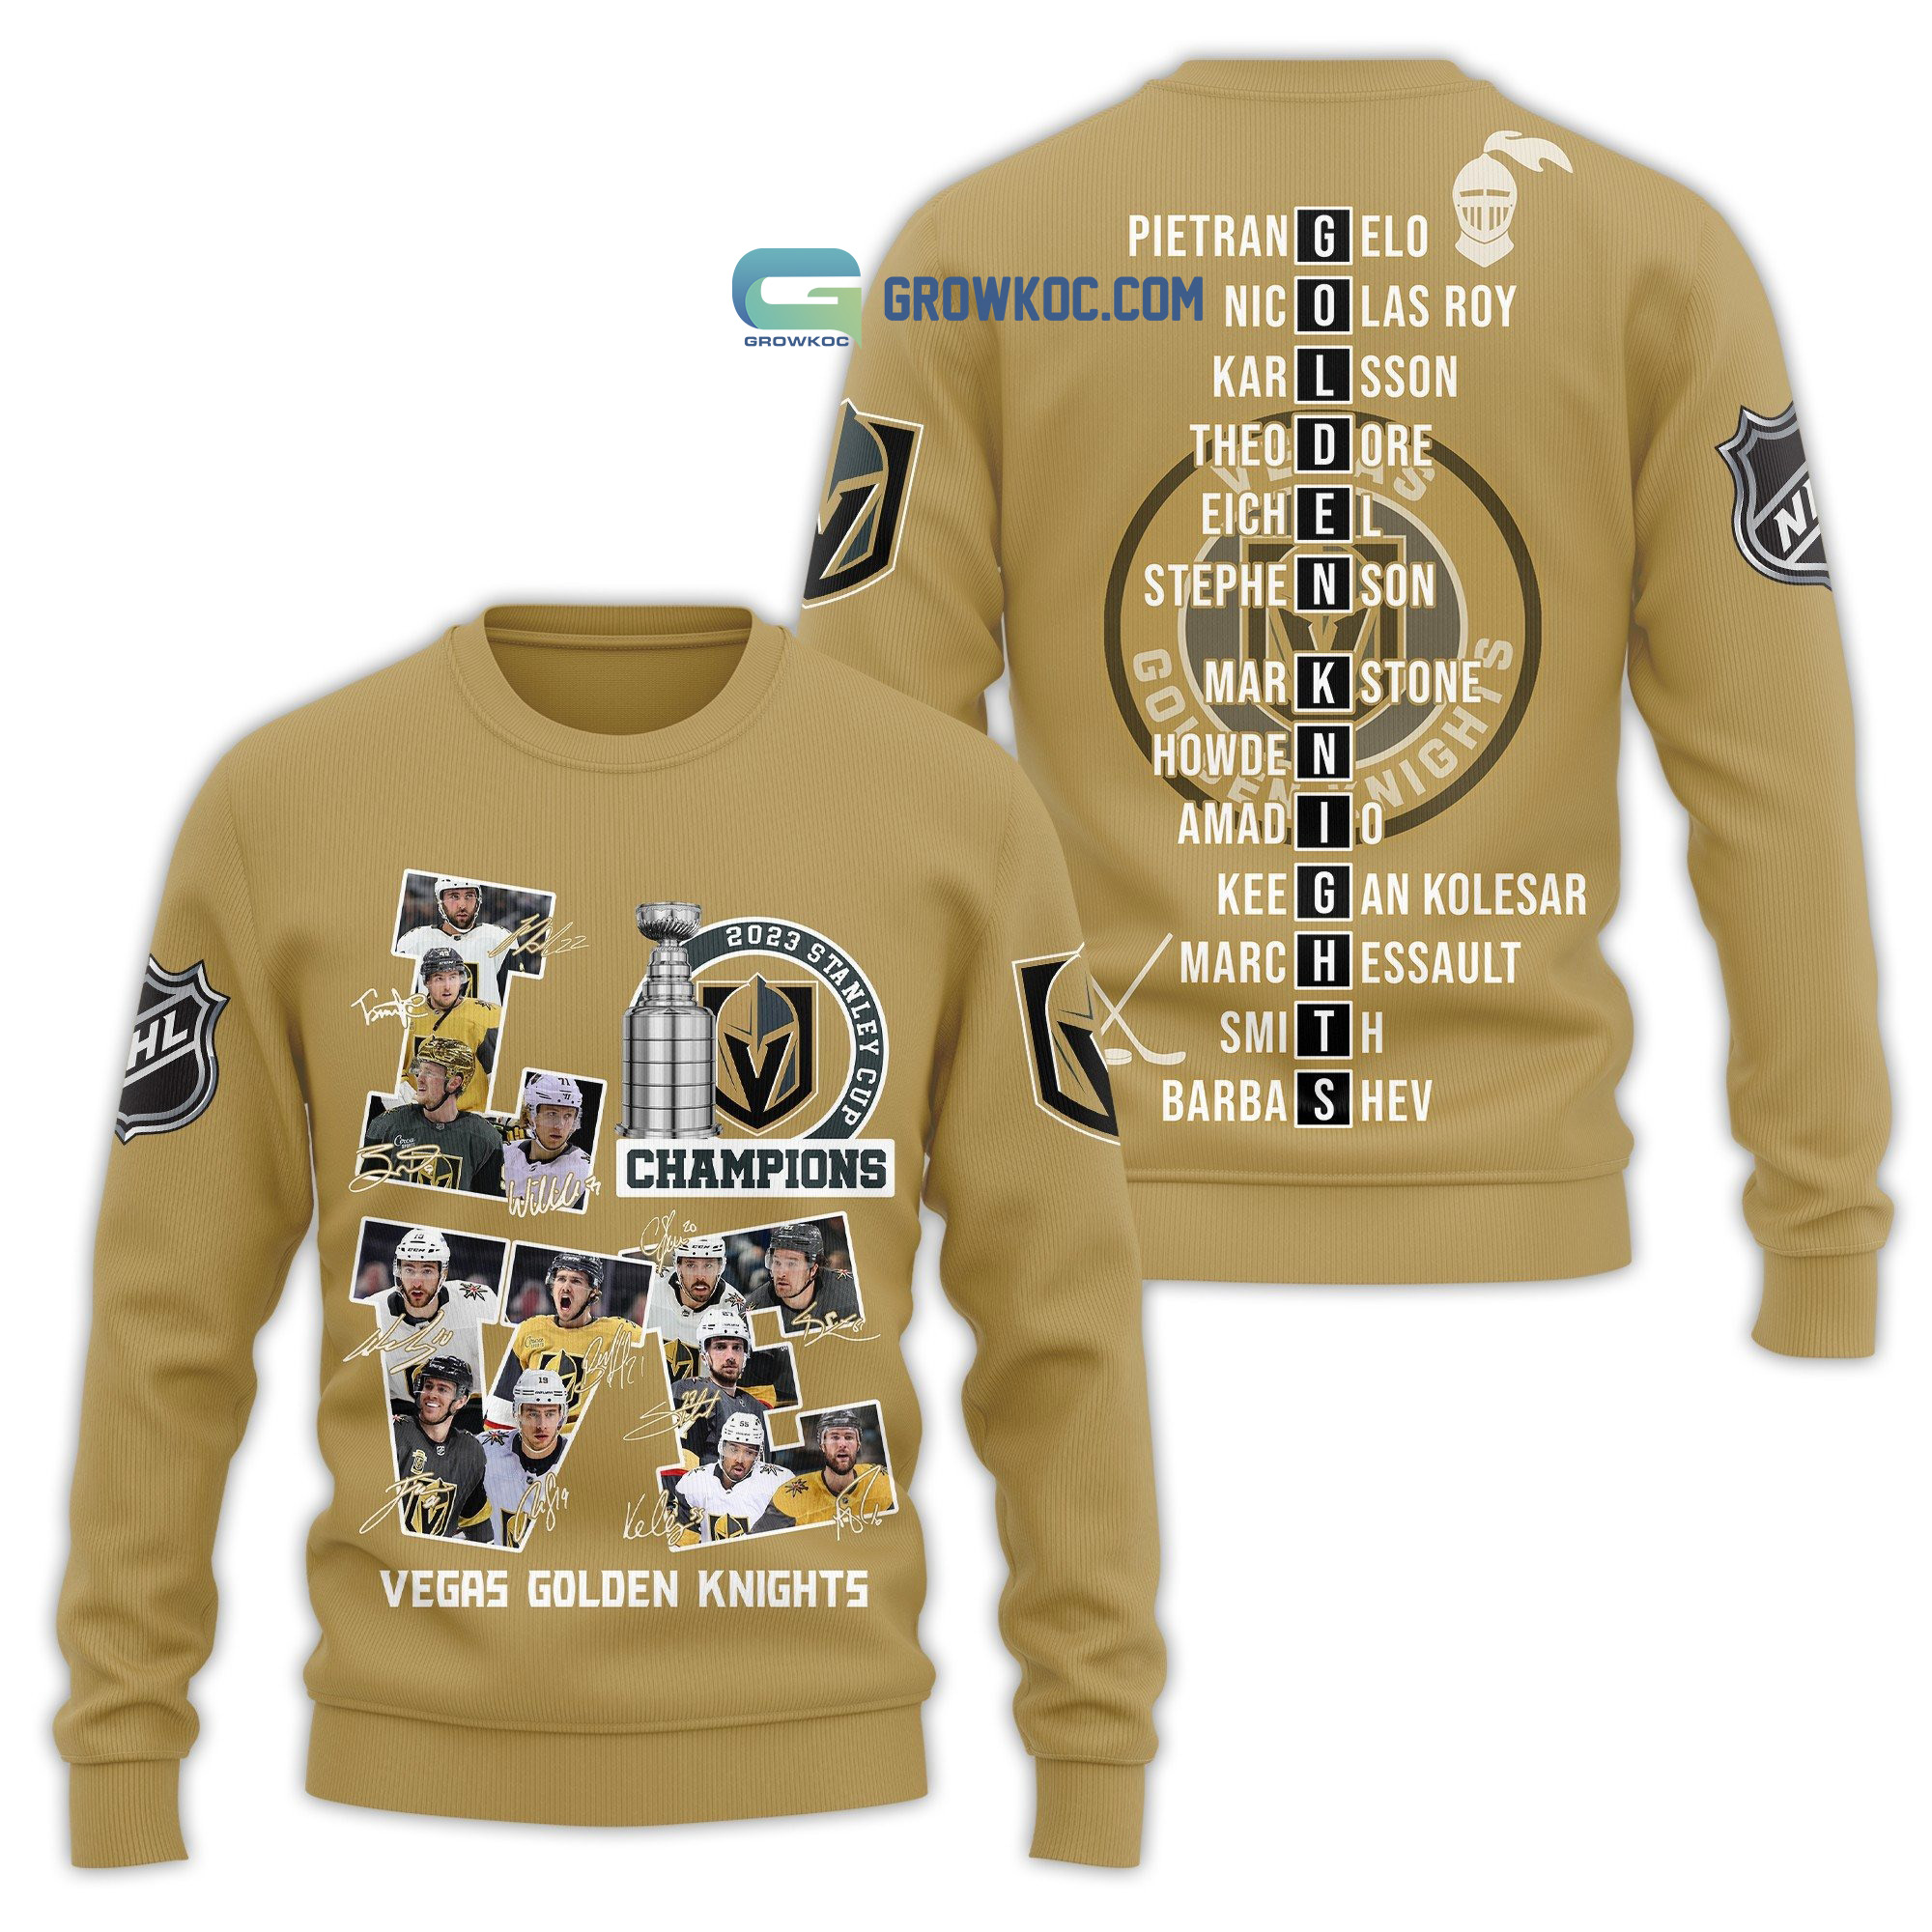 GROWKOC
GROWKOC.COM
PIETRANGELO
NICOLAS ROY
KARLSSON
THEODORE
EICHEL
STEPHENSON
MARKSTONE
HOWDEN
AMADIO
KEEGAN KOLESAR
MARCHESSAULT
SMITH
BARBASHEV
VEGAS
GOLDEN KNIGHTS
2023 STANLEY CUP
CHAMPIONS
VEGAS GOLDEN KNIGHTS